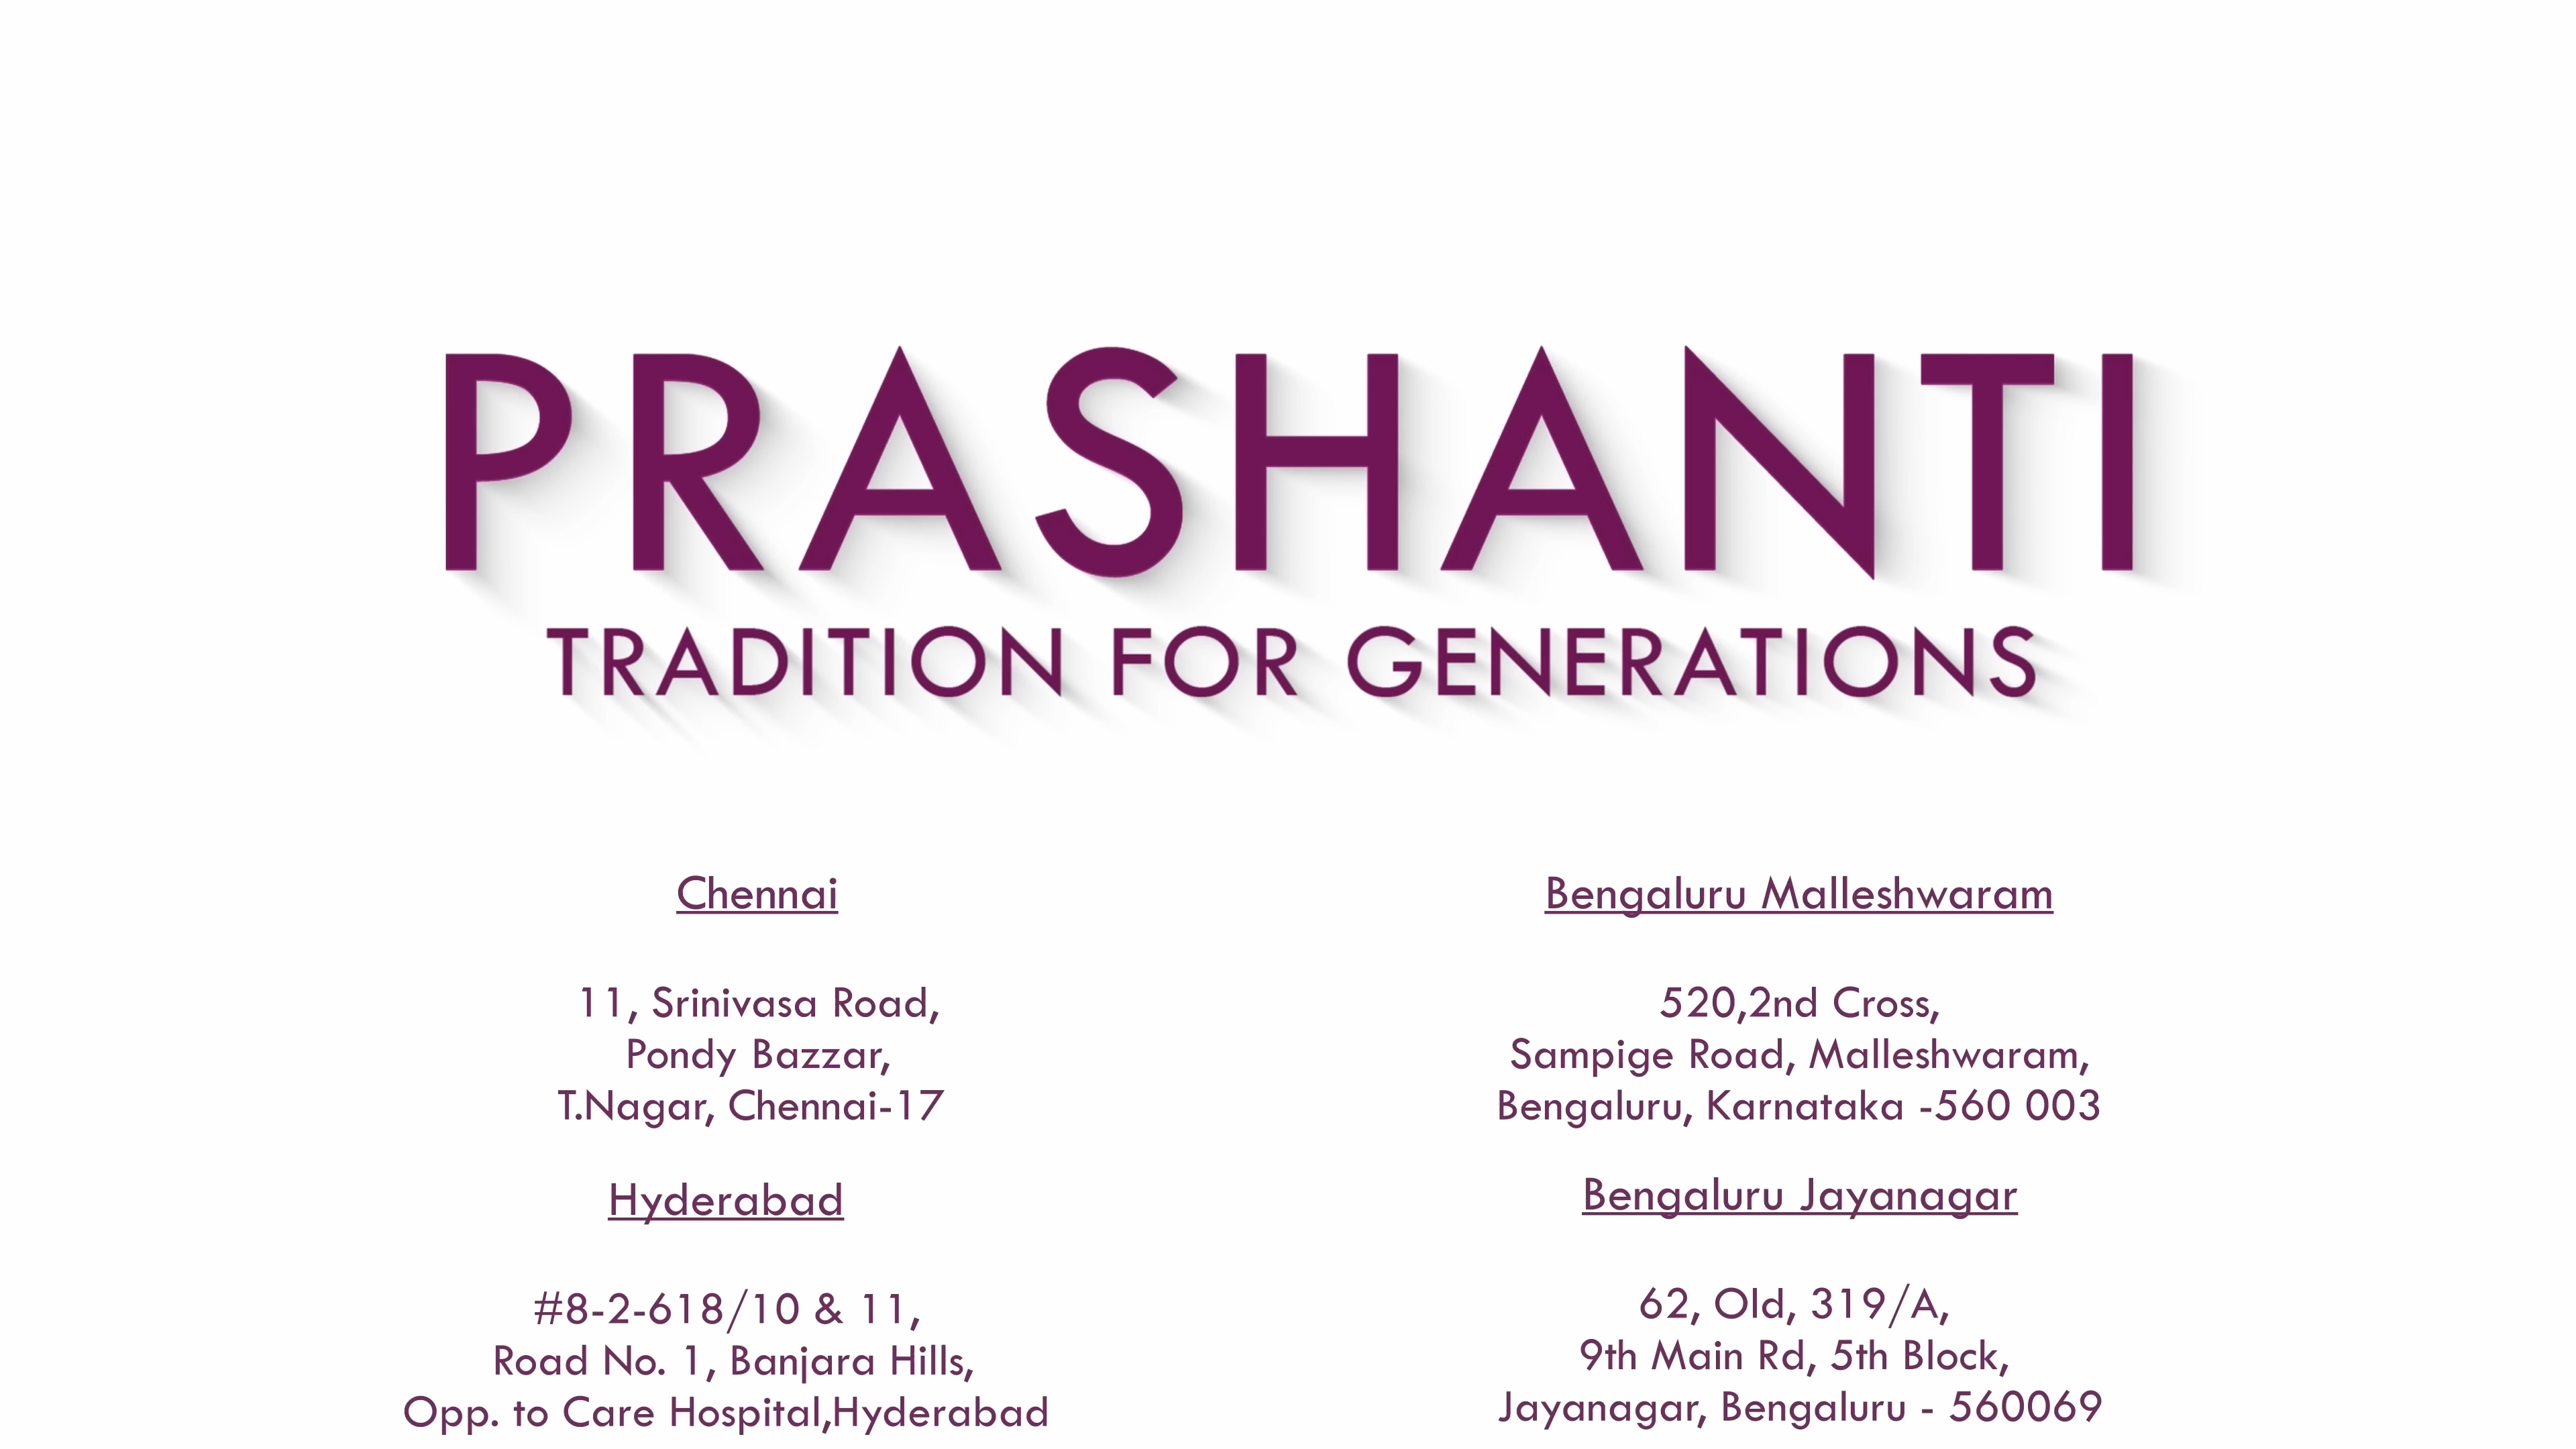 PRASHANTI
TRADITION FOR GENERATIONS
Chennai
11, Srinivasa Road,
Pondy Bazzar,
T.Nagar, Chennai-17
Hyderabad
#8-2-618/10 & 11,
Road No. 1, Banjara Hills,
Opp. to Care Hospital,Hyderabad
Bengaluru Malleshwaram
520,2nd Cross,
Sampige Road, Malleshwaram,
Bengaluru, Karnataka -560 003
Bengaluru Jayanagar
62, Old, 319/A,
9th Main Rd, 5th Block,
Jayanagar, Bengaluru - 560069